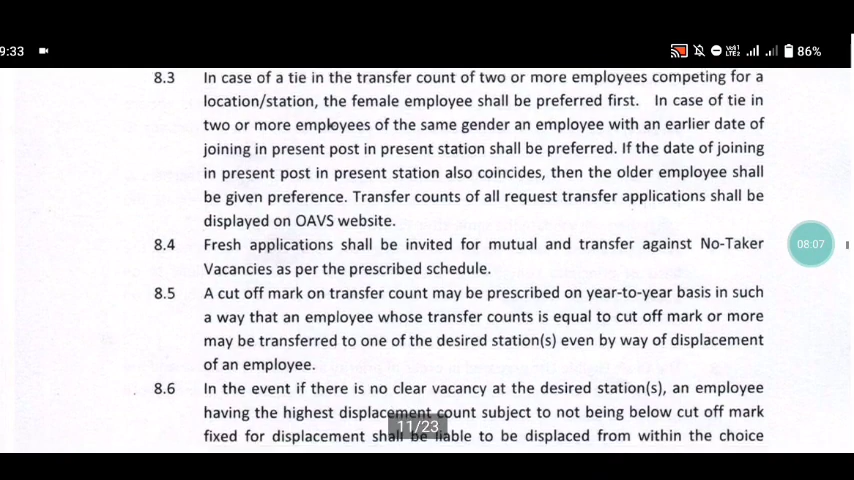 9:33
86%
8.3 In case of a tie in the transfer count of two or more employees competing for a
location/station, the female employee shall be preferred first. In case of tie in
two or more employees of the same gender an employee with an earlier date of
joining in present post in present station shall be preferred. If the date of joining
in present post in present station also coincides, then the older employee shall
be given preference. Transfer counts of all request transfer applications shall be
displayed on OAVS website.
08:07
8.4 Fresh applications shall be invited for mutual and transfer against No-Taker
Vacancies as per the prescribed schedule.
8.5 A cut off mark on transfer count may be prescribed on year-to-year basis in such
a way that an employee whose transfer counts is equal to cut off mark or more
may be transferred to one of the desired station(s) even by way of displacement
of an employee.
8.6 In the event if there is no clear vacancy at the desired station(s), an employee
having the highest displacement count subject to not being below cut off mark
11/23
fixed for displacement shall be liable to be displaced from within the choice